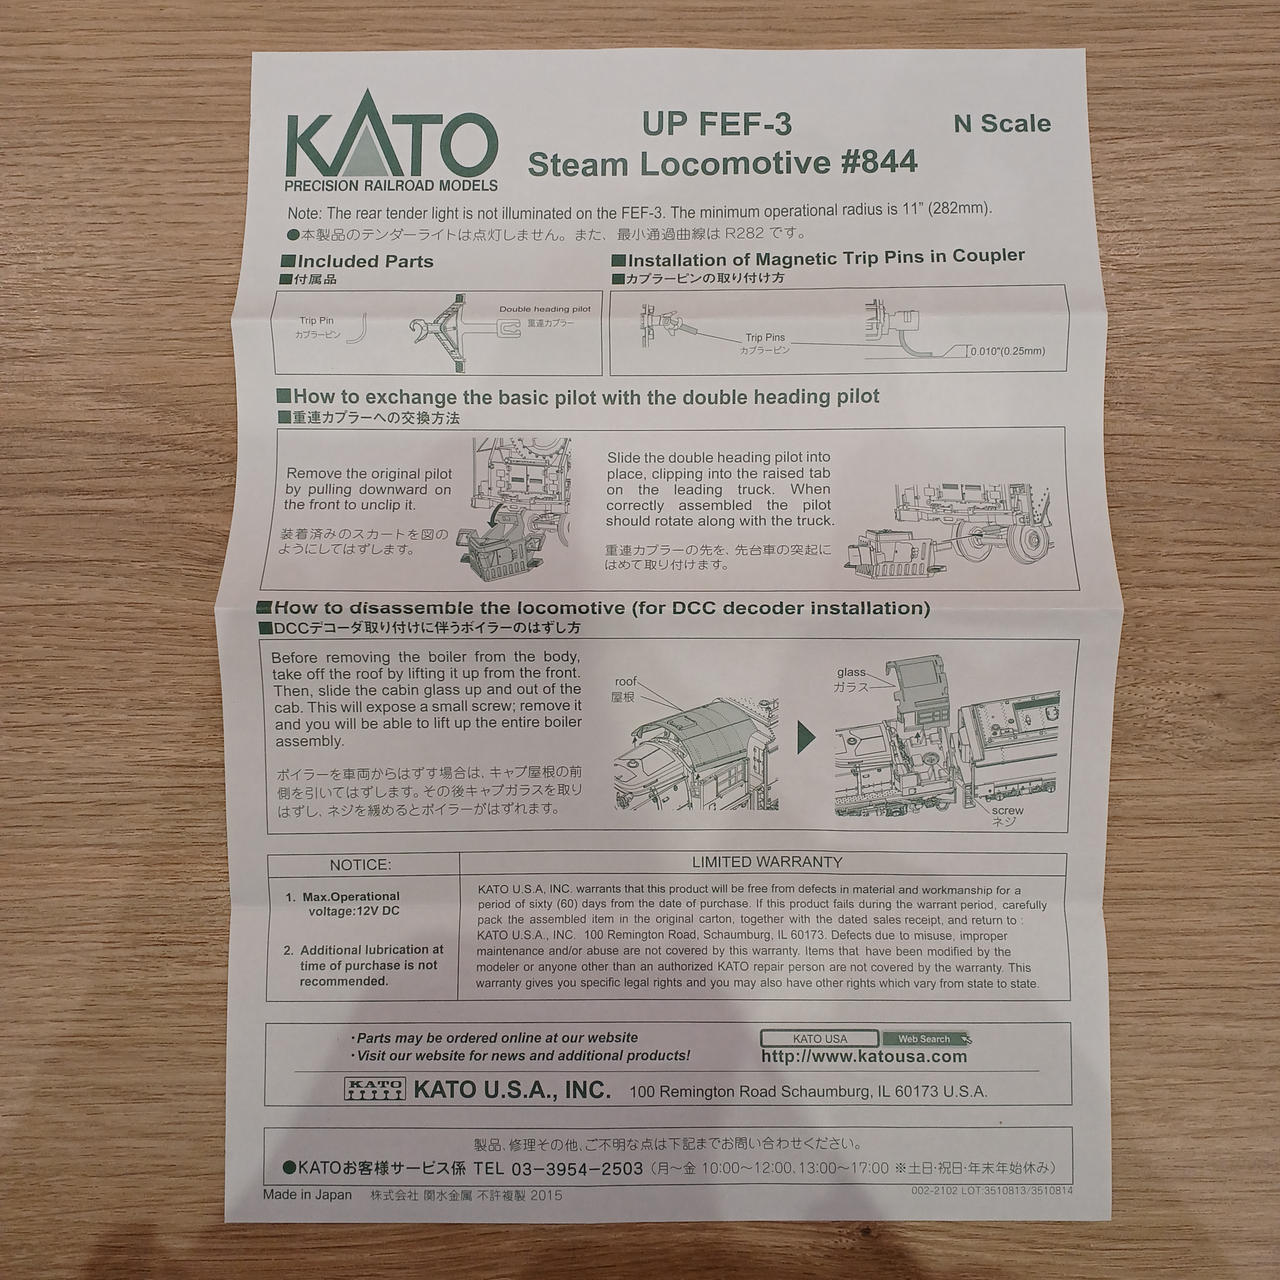 KATO
PRECISION RAILROAD MODELS
UP FEF-3
Steam Locomotive #844
N Scale
Note: The rear tender light is not illuminated on the FEF-3. The minimum operational radius is 11” (282mm).
●本製品のテンダーライトは点灯しません。また、最小通過曲線は R282 です。
■Included Parts
■付属品
Trip Pin
カプラーピン
Double heading pilot
重連カプラー
■Installation of Magnetic Trip Pins in Coupler
■カプラーピンの取り付け方
Trip Pins
カプラーピン
0.010"(0.25mm)
■How to exchange the basic pilot with the double heading pilot
■重連カプラーへの交換方法
Remove the original pilot
by pulling downward on
the front to unclip it.
装着済みのスカートを図の
ようにしてはずします。
Slide the double heading pilot into
place, clipping into the raised tab
on the leading truck. When
correctly assembled the pilot
should rotate along with the truck.
重連カプラーの先を、先台車の突起に
はめて取り付けます。
■How to disassemble the locomotive (for DCC decoder installation)
■DCCデコーダ取り付けに伴うボイラーのはずし方
Before removing the boiler from the body,
take off the roof by lifting it up from the front.
Then, slide the cabin glass up and out of the
cab. This will expose a small screw; remove it
and you will be able to lift up the entire boiler
assembly.
ボイラーを車両からはずす場合は、キャブ屋根の前
側を引いてはずします。その後キャブガラスを取り
はずし、ネジを緩めるとボイラーがはずれます。
roof
屋根
glass
ガラス
screw
ネジ
NOTICE:
1. Max.Operational
voltage:12V DC
2. Additional lubrication at
time of purchase is not
recommended.
LIMITED WARRANTY
KATO U.S.A, INC. warrants that this product will be free from defects in material and workmanship for a
period of sixty (60) days from the date of purchase. If this product fails during the warrant period, carefully
pack the assembled item in the original carton, together with the dated sales receipt, and return to :
KATO U.S.A., INC. 100 Remington Road, Schaumburg, IL 60173. Defects due to misuse, improper
maintenance and/or abuse are not covered by this warranty. Items that have been modified by the
modeler or anyone other than an authorized KATO repair person are not covered by the warranty. This
warranty gives you specific legal rights and you may also have other rights which vary from state to state.
・Parts may be ordered online at our website
・Visit our website for news and additional products!
KATO USA
Web Search
http://www.katousa.com
KATO
KATO U.S.A., INC. 100 Remington Road Schaumburg, IL 60173 U.S.A.
製品、修理その他、ご不明な点は下記までお問い合わせください。
●KATOお客様サービス係 TEL 03-3954-2503（月〜金 10:00〜12:00、13:00〜17:00 ※土日・祝日・年末年始休み）
Made in Japan 株式会社 関水金属 不許複製 2015
002-2102 LOT:3510813/3510814